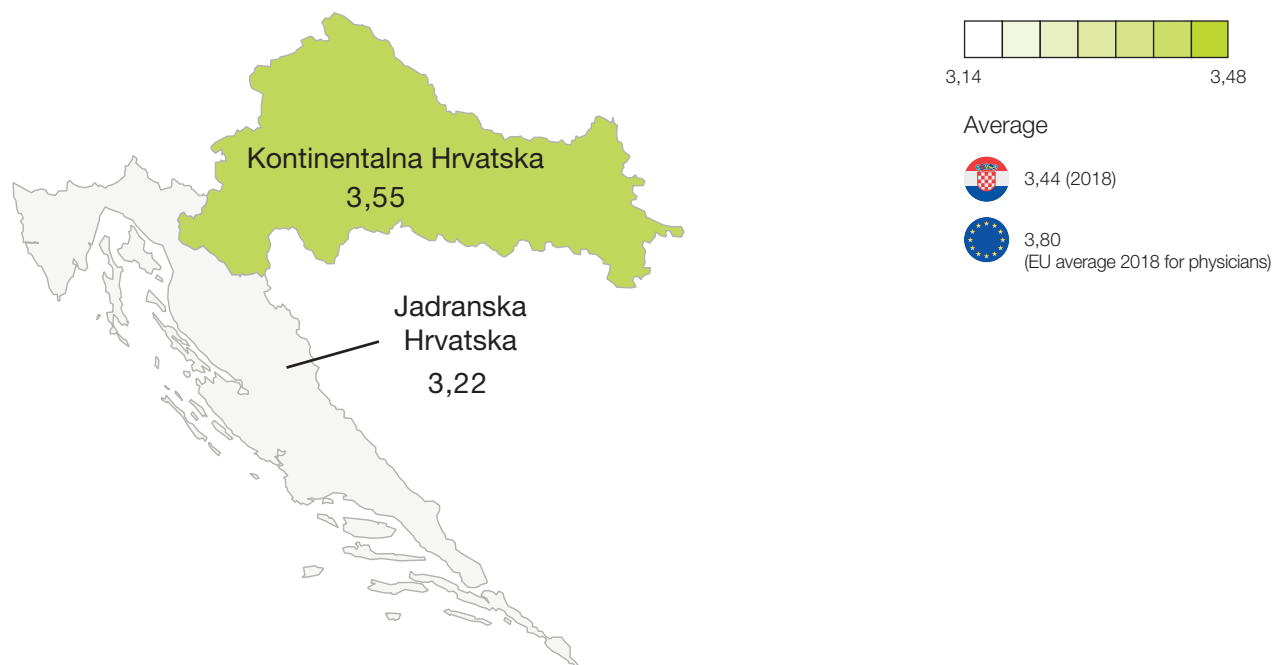 Kontinentalna Hrvatska
3,55
Jadranska
Hrvatska
3,22
3,14
3,48
Average
3,44 (2018)
3,80
(EU average 2018 for physicians)